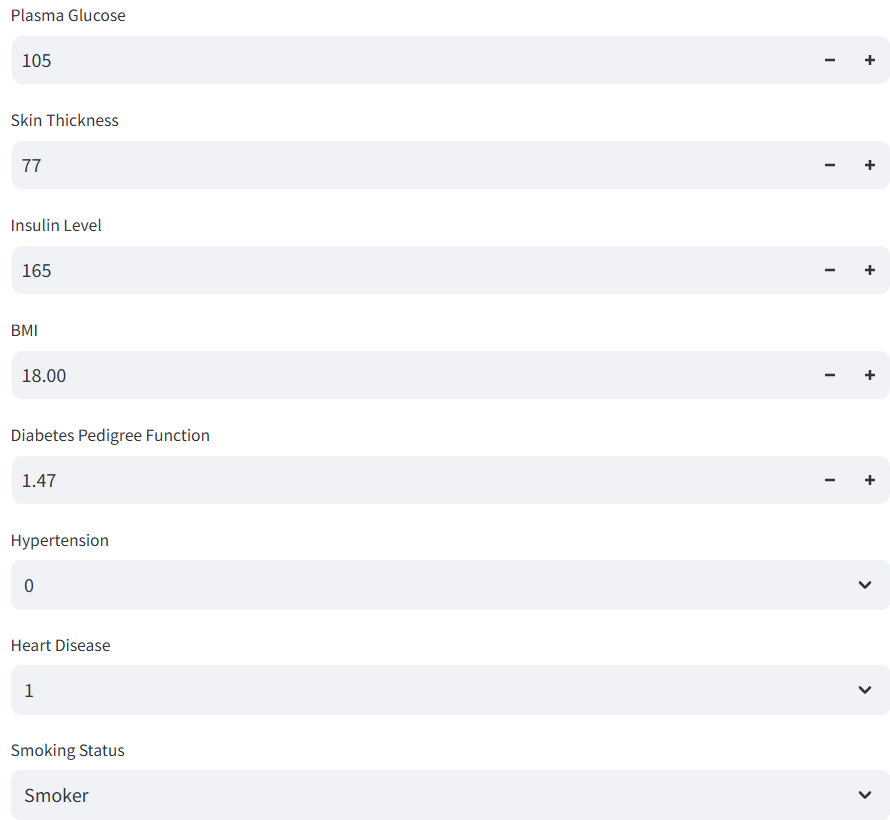 Plasma Glucose
105
Skin Thickness
77
Insulin Level
165
BMI
18.00
Diabetes Pedigree Function
1.47
Hypertension
0
Heart Disease
1
Smoking Status
Smoker